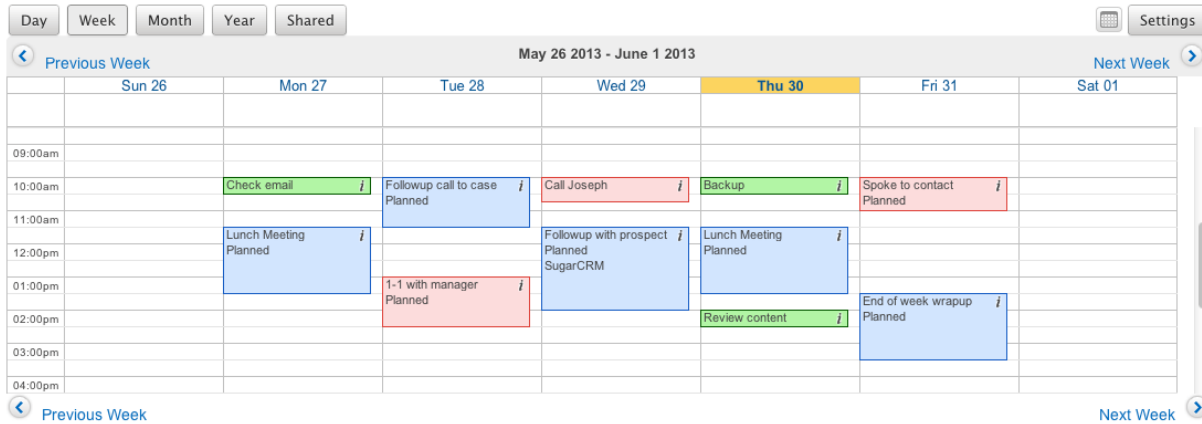 Day Week Month Year Shared Settings
Previous Week May 26 2013 - June 1 2013 Next Week
Sun 26 Mon 27 Tue 28 Wed 29 Thu 30 Fri 31 Sat 01
09:00am
10:00am Check email i Followup call to case i Call Joseph i Backup i Spoke to contact i
Planned Planned
11:00am
Lunch Meeting i Followup with prospect i Lunch Meeting i
12:00pm Planned Planned Planned
SugarCRM
01:00pm 1-1 with manager i
Planned End of week wrapup i
02:00pm Review content i Planned
03:00pm
04:00pm
Previous Week Next Week